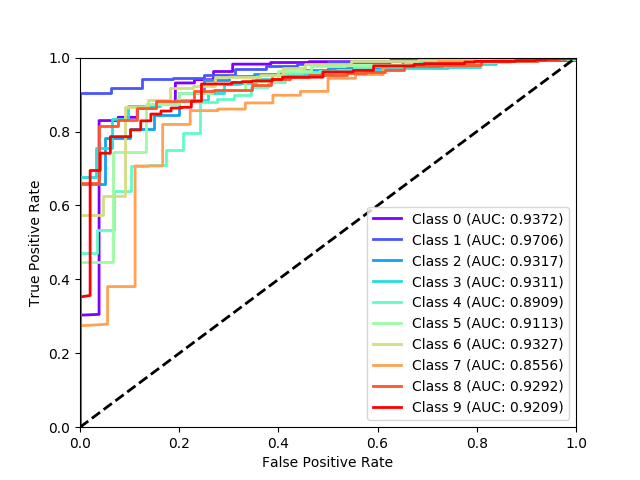 1.0
0.8
0.6
0.4
0.2
0.0
True Positive Rate
Class 0 (AUC: 0.9372)
Class 1 (AUC: 0.9706)
Class 2 (AUC: 0.9317)
Class 3 (AUC: 0.9311)
Class 4 (AUC: 0.8909)
Class 5 (AUC: 0.9113)
Class 6 (AUC: 0.9327)
Class 7 (AUC: 0.8556)
Class 8 (AUC: 0.9292)
Class 9 (AUC: 0.9209)
0.0 0.2 0.4 0.6 0.8 1.0
False Positive Rate